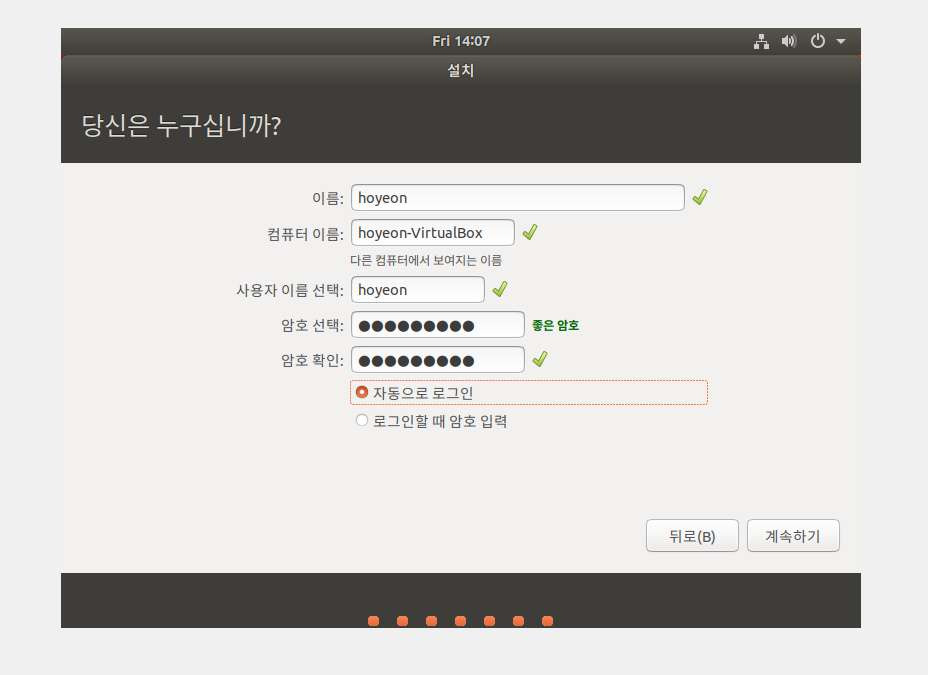 Fri 14:07
설치
당신은 누구십니까?
이름: hoyeon
컴퓨터 이름: hoyeon-VirtualBox
다른 컴퓨터에서 보여지는 이름
사용자 이름 선택: hoyeon
암호 선택: ●●●●●●●●● 좋은 암호
암호 확인: ●●●●●●●●●
자동으로 로그인
로그인할 때 암호 입력
뒤로(B) 계속하기